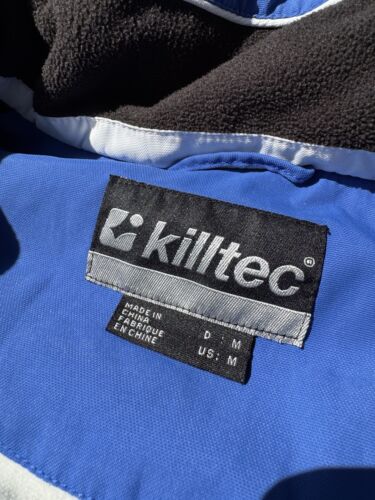 killtec®
MADE IN
CHINA
FABRIQUE
EN CHINE
D : M
US: M